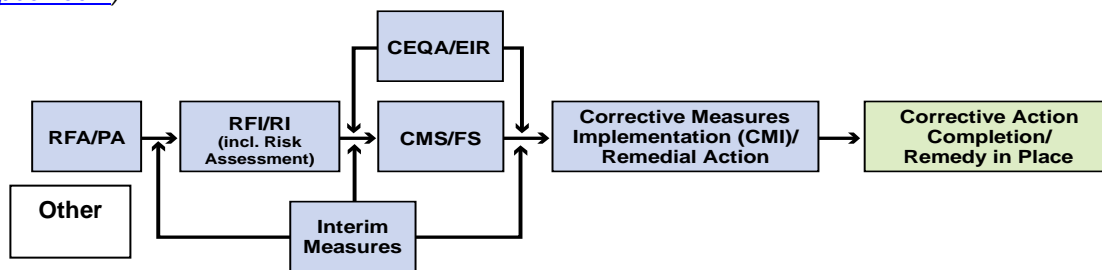 CEQA/EIR
RFA/PA
RFI/RI
(incl. Risk
Assessment)
CMS/FS
Corrective Measures
Implementation (CMI)/
Remedial Action
Corrective Action
Completion/
Remedy in Place
Other
Interim
Measures